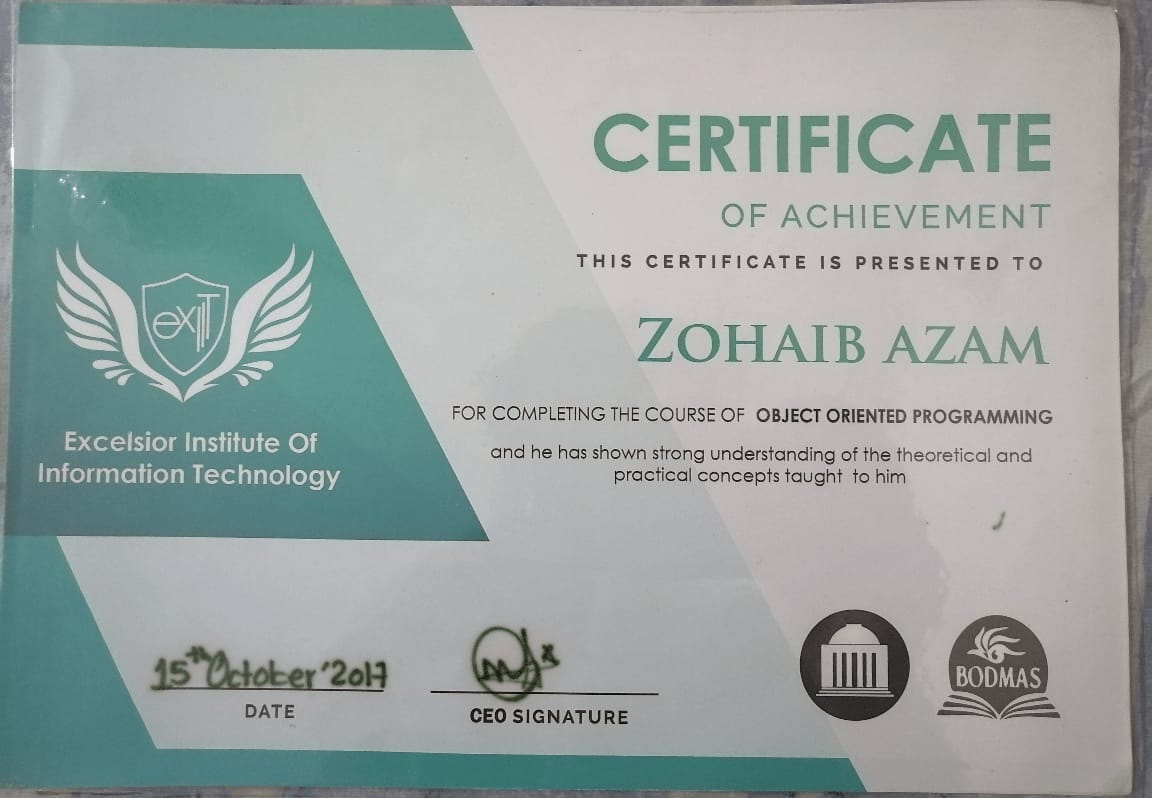 CERTIFICATE
OF ACHIEVEMENT
THIS CERTIFICATE IS PRESENTED TO
ZOHAIB AZAM
FOR COMPLETING THE COURSE OF OBJECT ORIENTED PROGRAMMING
and he has shown strong understanding of the theoretical and
practical concepts taught to him
exIIT
Excelsior Institute Of
Information Technology
15th October '2017
DATE
CEO SIGNATURE
BODMAS